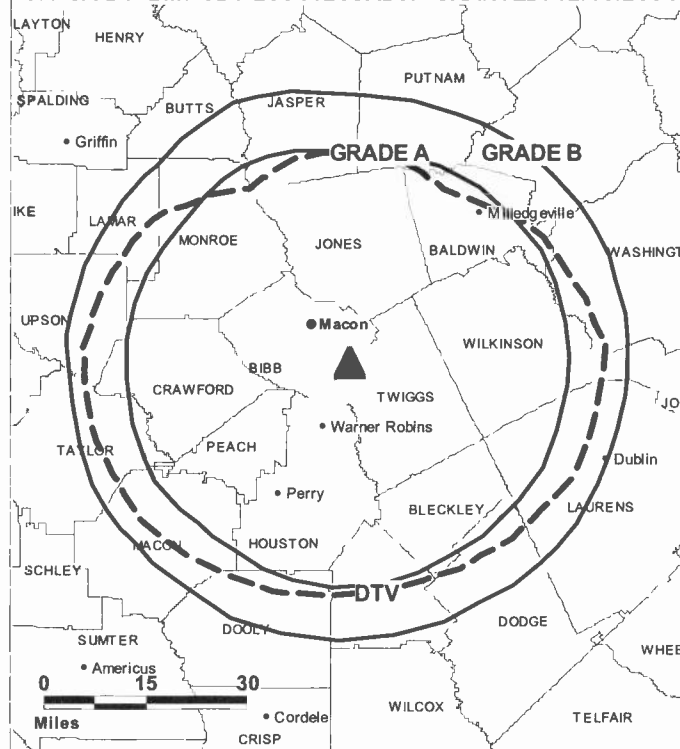 LAYTON
HENRY
PUTNAM
SPALDING
BUTTS
JASPER
Griffin
GRADE A
GRADE B
IKE
LAMAR
Milledgeville
MONROE
JONES
BALDWIN
WASHINGT
UPSON
Macon
WILKINSON
BIBB
CRAWFORD
TWIGGS
JO
Warner Robins
PEACH
TAYLOR
Dublin
Perry
BLECKLEY
LAURENS
MACON
HOUSTON
SCHLEY
DTV
DOOLY
DODGE
SUMTER
WHEE
Americus
0 15 30
Miles
WILCOX
Cordele
TELFAIR
CRISP